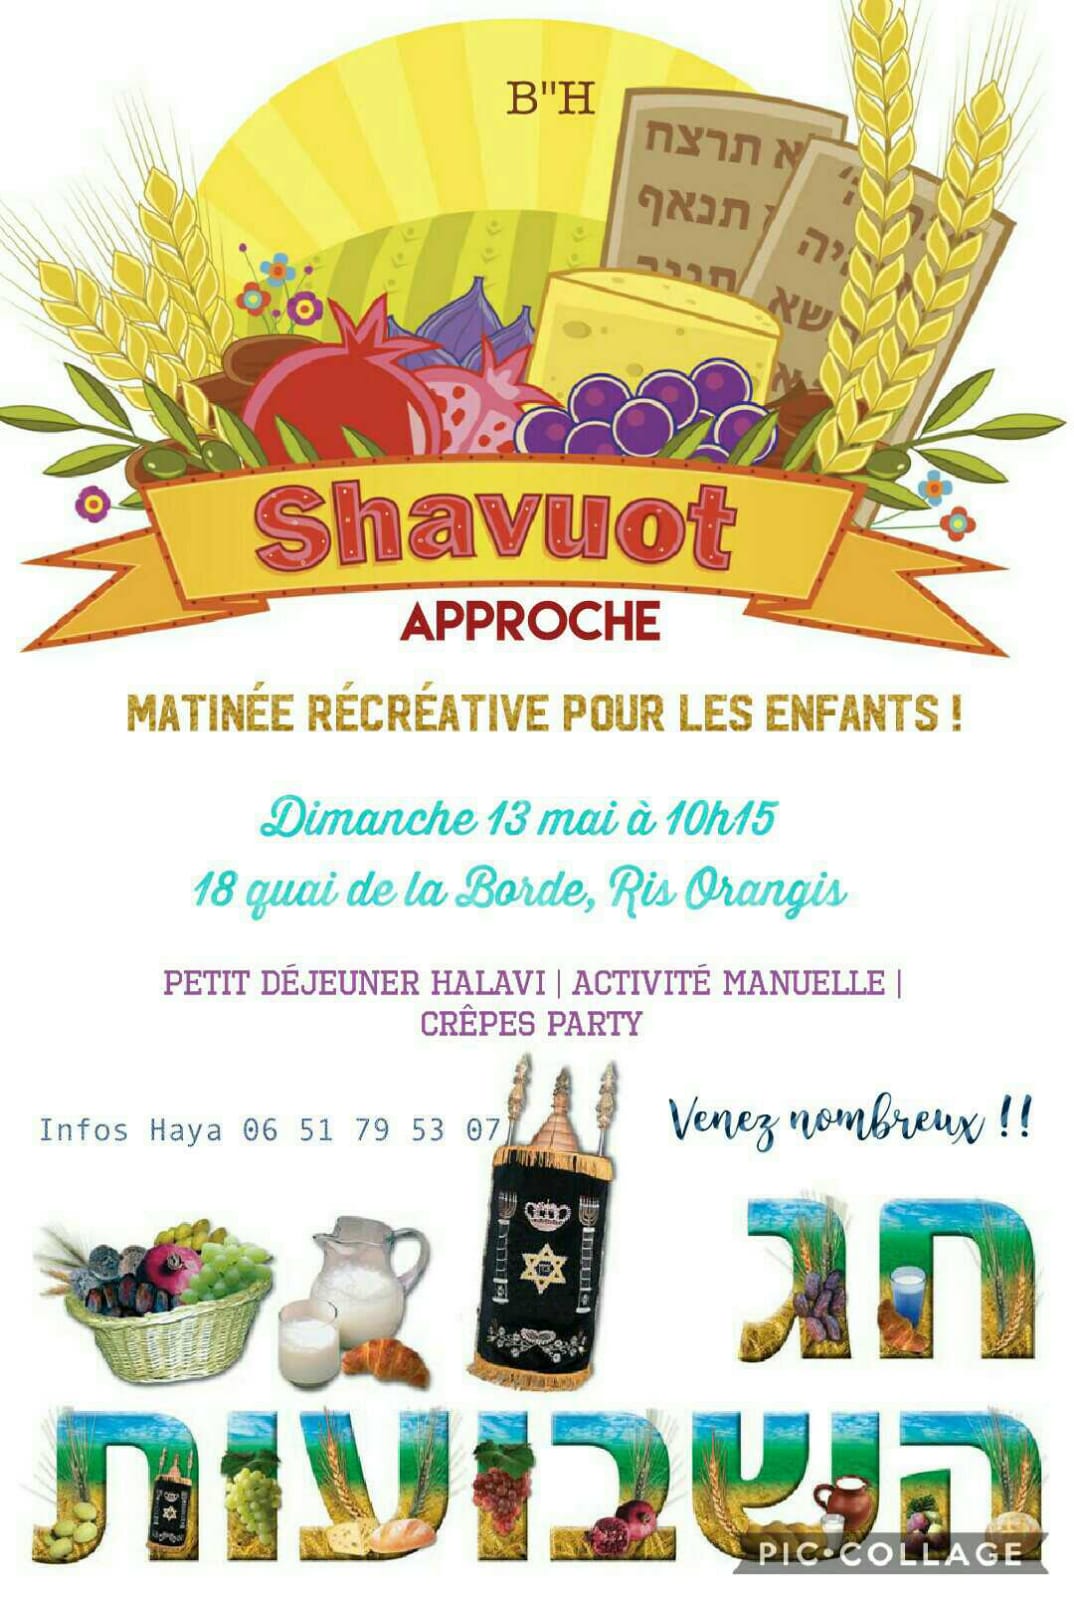 B"H
תרצח
תנאף
Shavuot
APPROCHE
MATINÉE RÉCRÉATIVE POUR LES ENFANTS !
Dimanche 13 mai à 10h15
18 quai de la Borde, Ris Orangis
PETIT DÉJEUNER HALAVI | ACTIVITÉ MANUELLE |
CRÊPES PARTY
Infos Haya 06 51 79 53 07
Venez nombreux !!
חג
השבועות
PIC•COLLAGE